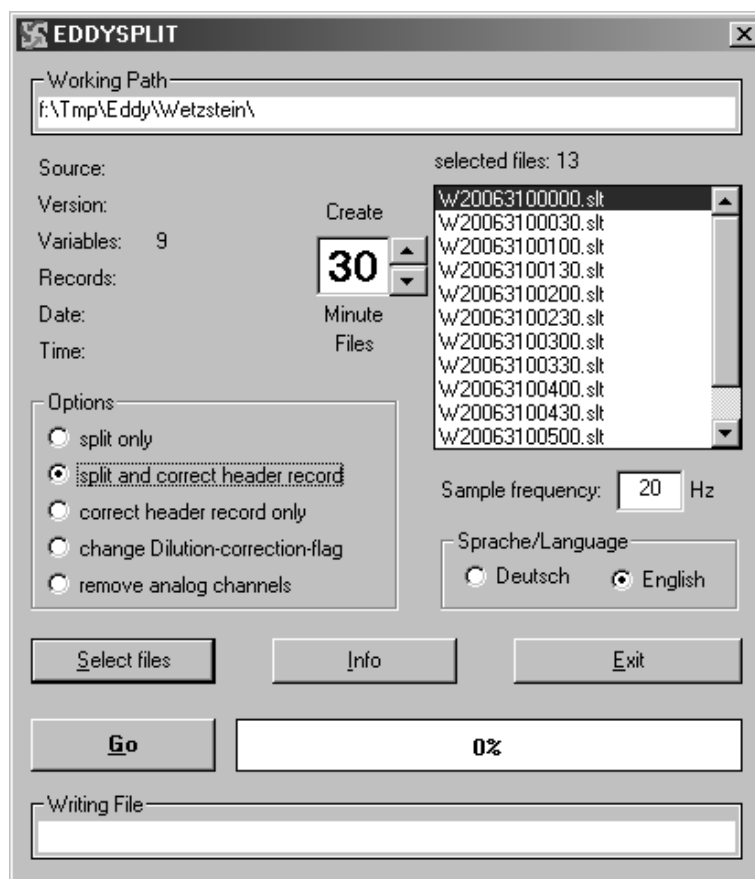 EDDYSPLIT
Working Path
f:\Tmp\Eddy\Wetzstein\
Source:
Version:
Variables: 9
Records:
Date:
Time:
Create
30
Minute
Files
selected files: 13
W20063100000.slt
W20063100030.slt
W20063100100.slt
W20063100130.slt
W20063100200.slt
W20063100230.slt
W20063100300.slt
W20063100330.slt
W20063100400.slt
W20063100430.slt
W20063100500.slt
Options
split only
split and correct header record
correct header record only
change Dilution-correction-flag
remove analog channels
Sample frequency: 20 Hz
Sprache/Language
Deutsch English
Select files Info Exit
Go 0%
Writing File